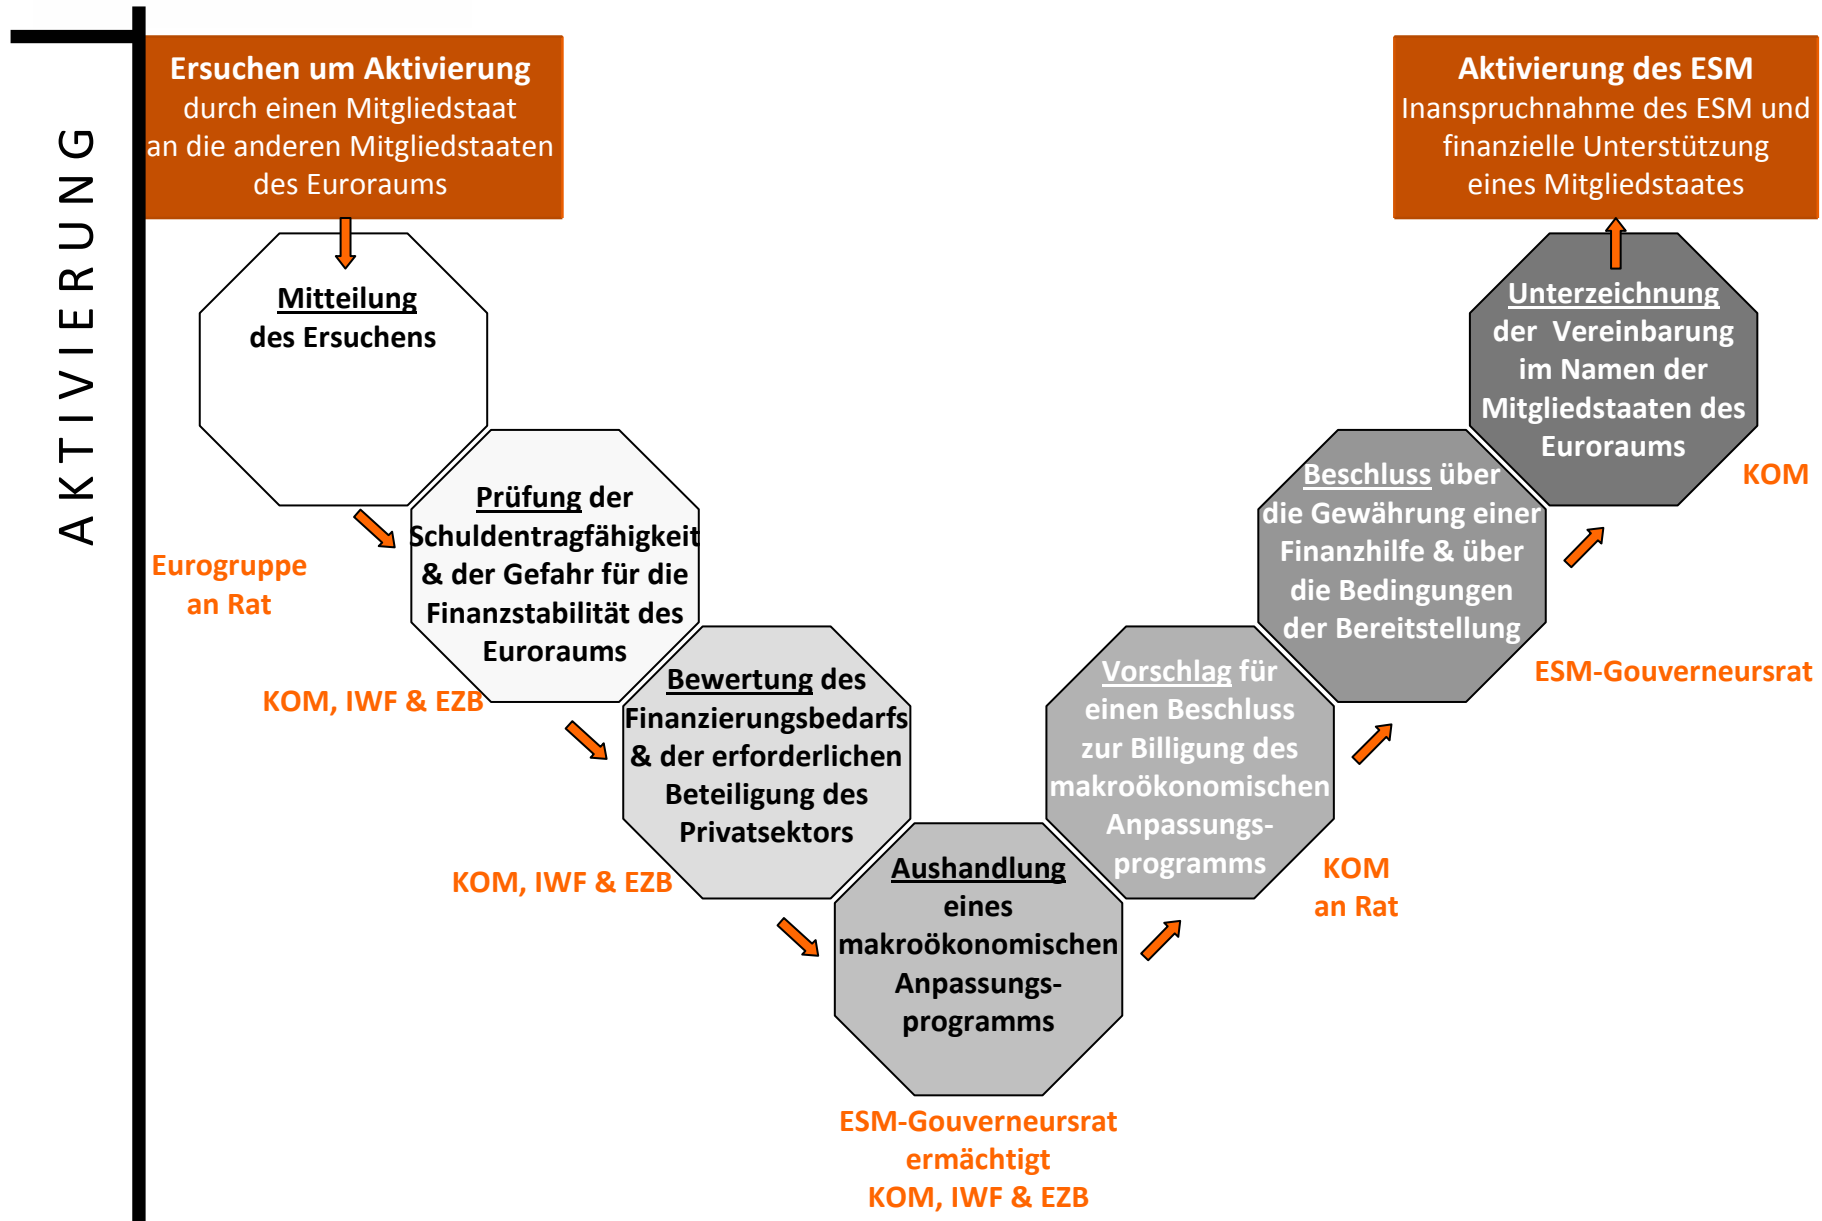 AKTIVIERUNG
Ersuchen um Aktivierung
durch einen Mitgliedstaat
an die anderen Mitgliedstaaten
des Euroraums
Mitteilung
des Ersuchens
Eurogruppe
an Rat
Prüfung der
Schuldentragfähigkeit
& der Gefahr für die
Finanzstabilität des
Euroraums
KOM, IWF & EZB
Bewertung des
Finanzierungsbedarfs
& der erforderlichen
Beteiligung des
Privatsektors
KOM, IWF & EZB
Aushandlung
eines
makroökonomischen
Anpassungs-
programms
ESM-Gouverneursrat
ermächtigt
KOM, IWF & EZB
Vorschlag für
einen Beschluss
zur Billigung des
makroökonomischen
Anpassungs-
programms
KOM
an Rat
Beschluss über
die Gewährung einer
Finanzhilfe & über
die Bedingungen
der Bereitstellung
ESM-Gouverneursrat
Unterzeichnung
der Vereinbarung
im Namen der
Mitgliedstaaten des
Euroraums
KOM
Aktivierung des ESM
Inanspruchnahme des ESM und
finanzielle Unterstützung
eines Mitgliedstaates